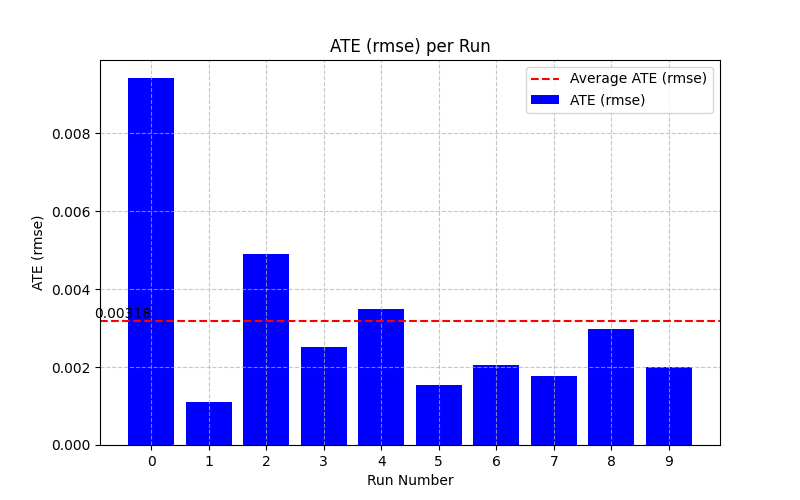 ATE (rmse) per Run
Average ATE (rmse)
ATE (rmse)
ATE (rmse)
0.008
0.006
0.004
0.002
0.000
0.00318
0 1 2 3 4 5 6 7 8 9
Run Number